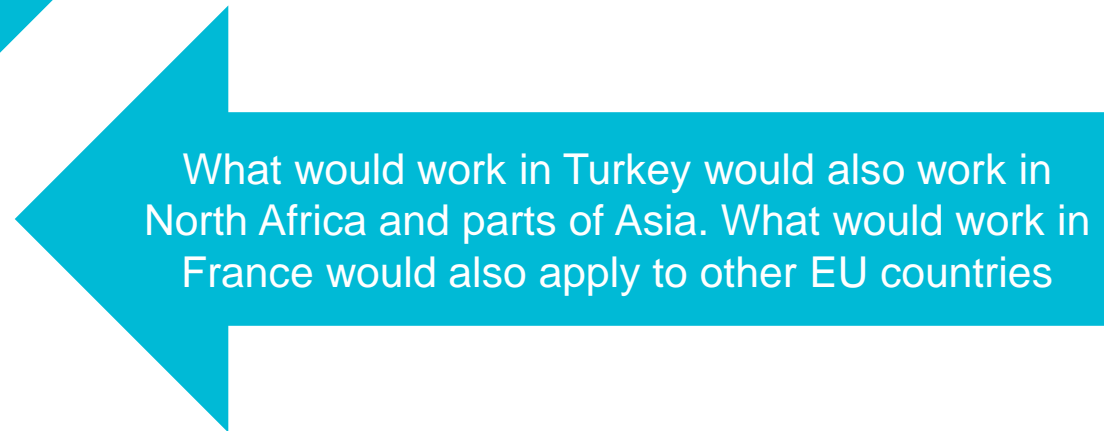 What would work in Turkey would also work in
North Africa and parts of Asia. What would work in
France would also apply to other EU countries